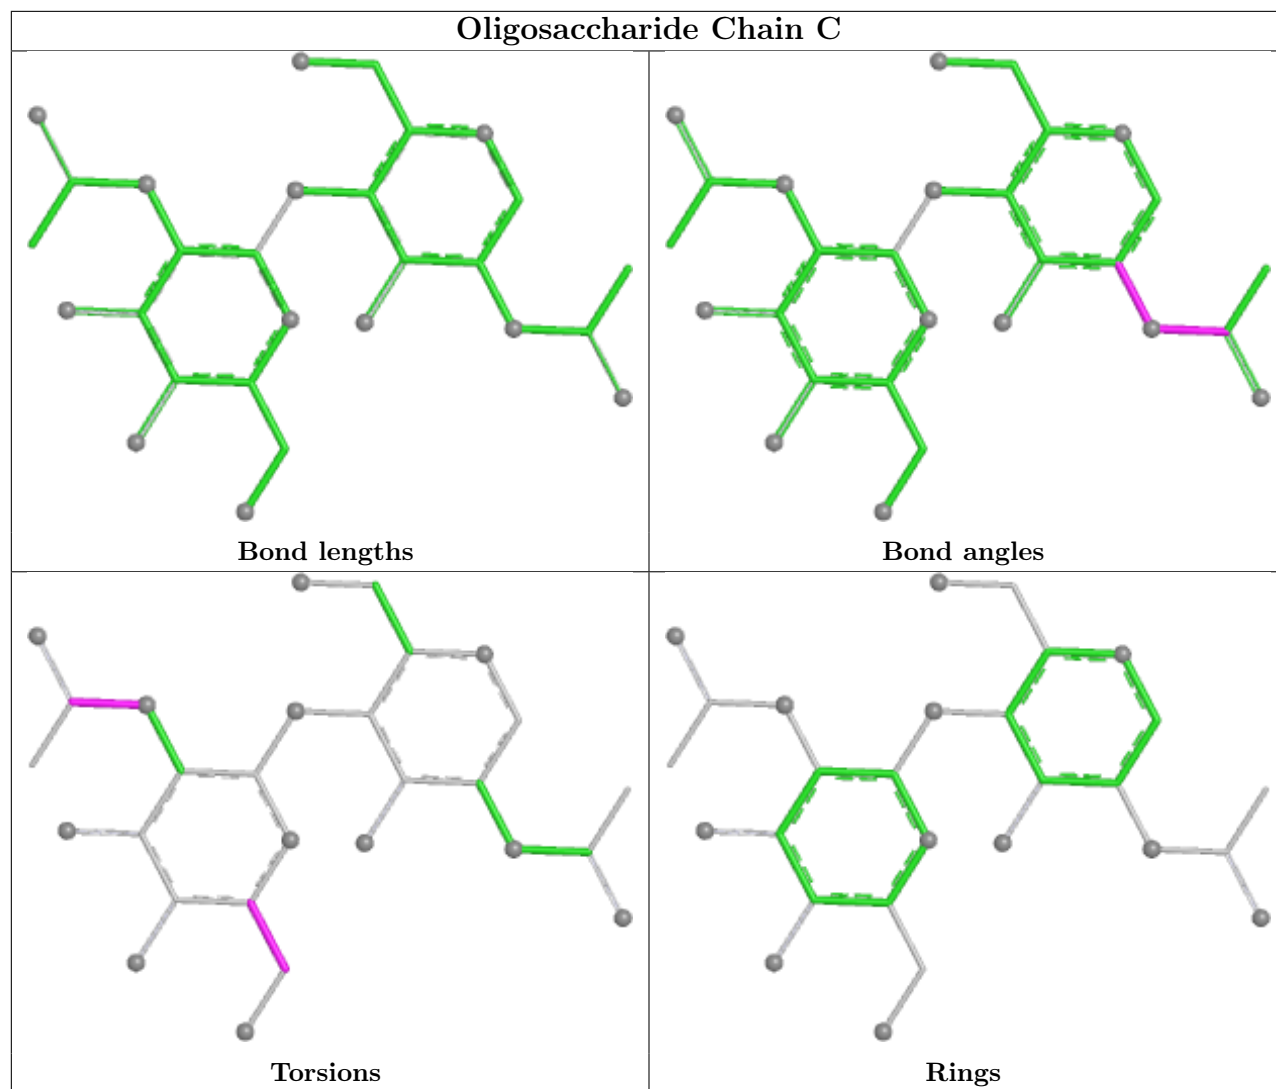 Oligosaccharide Chain C
Bond lengths
Bond angles
Torsions
Rings